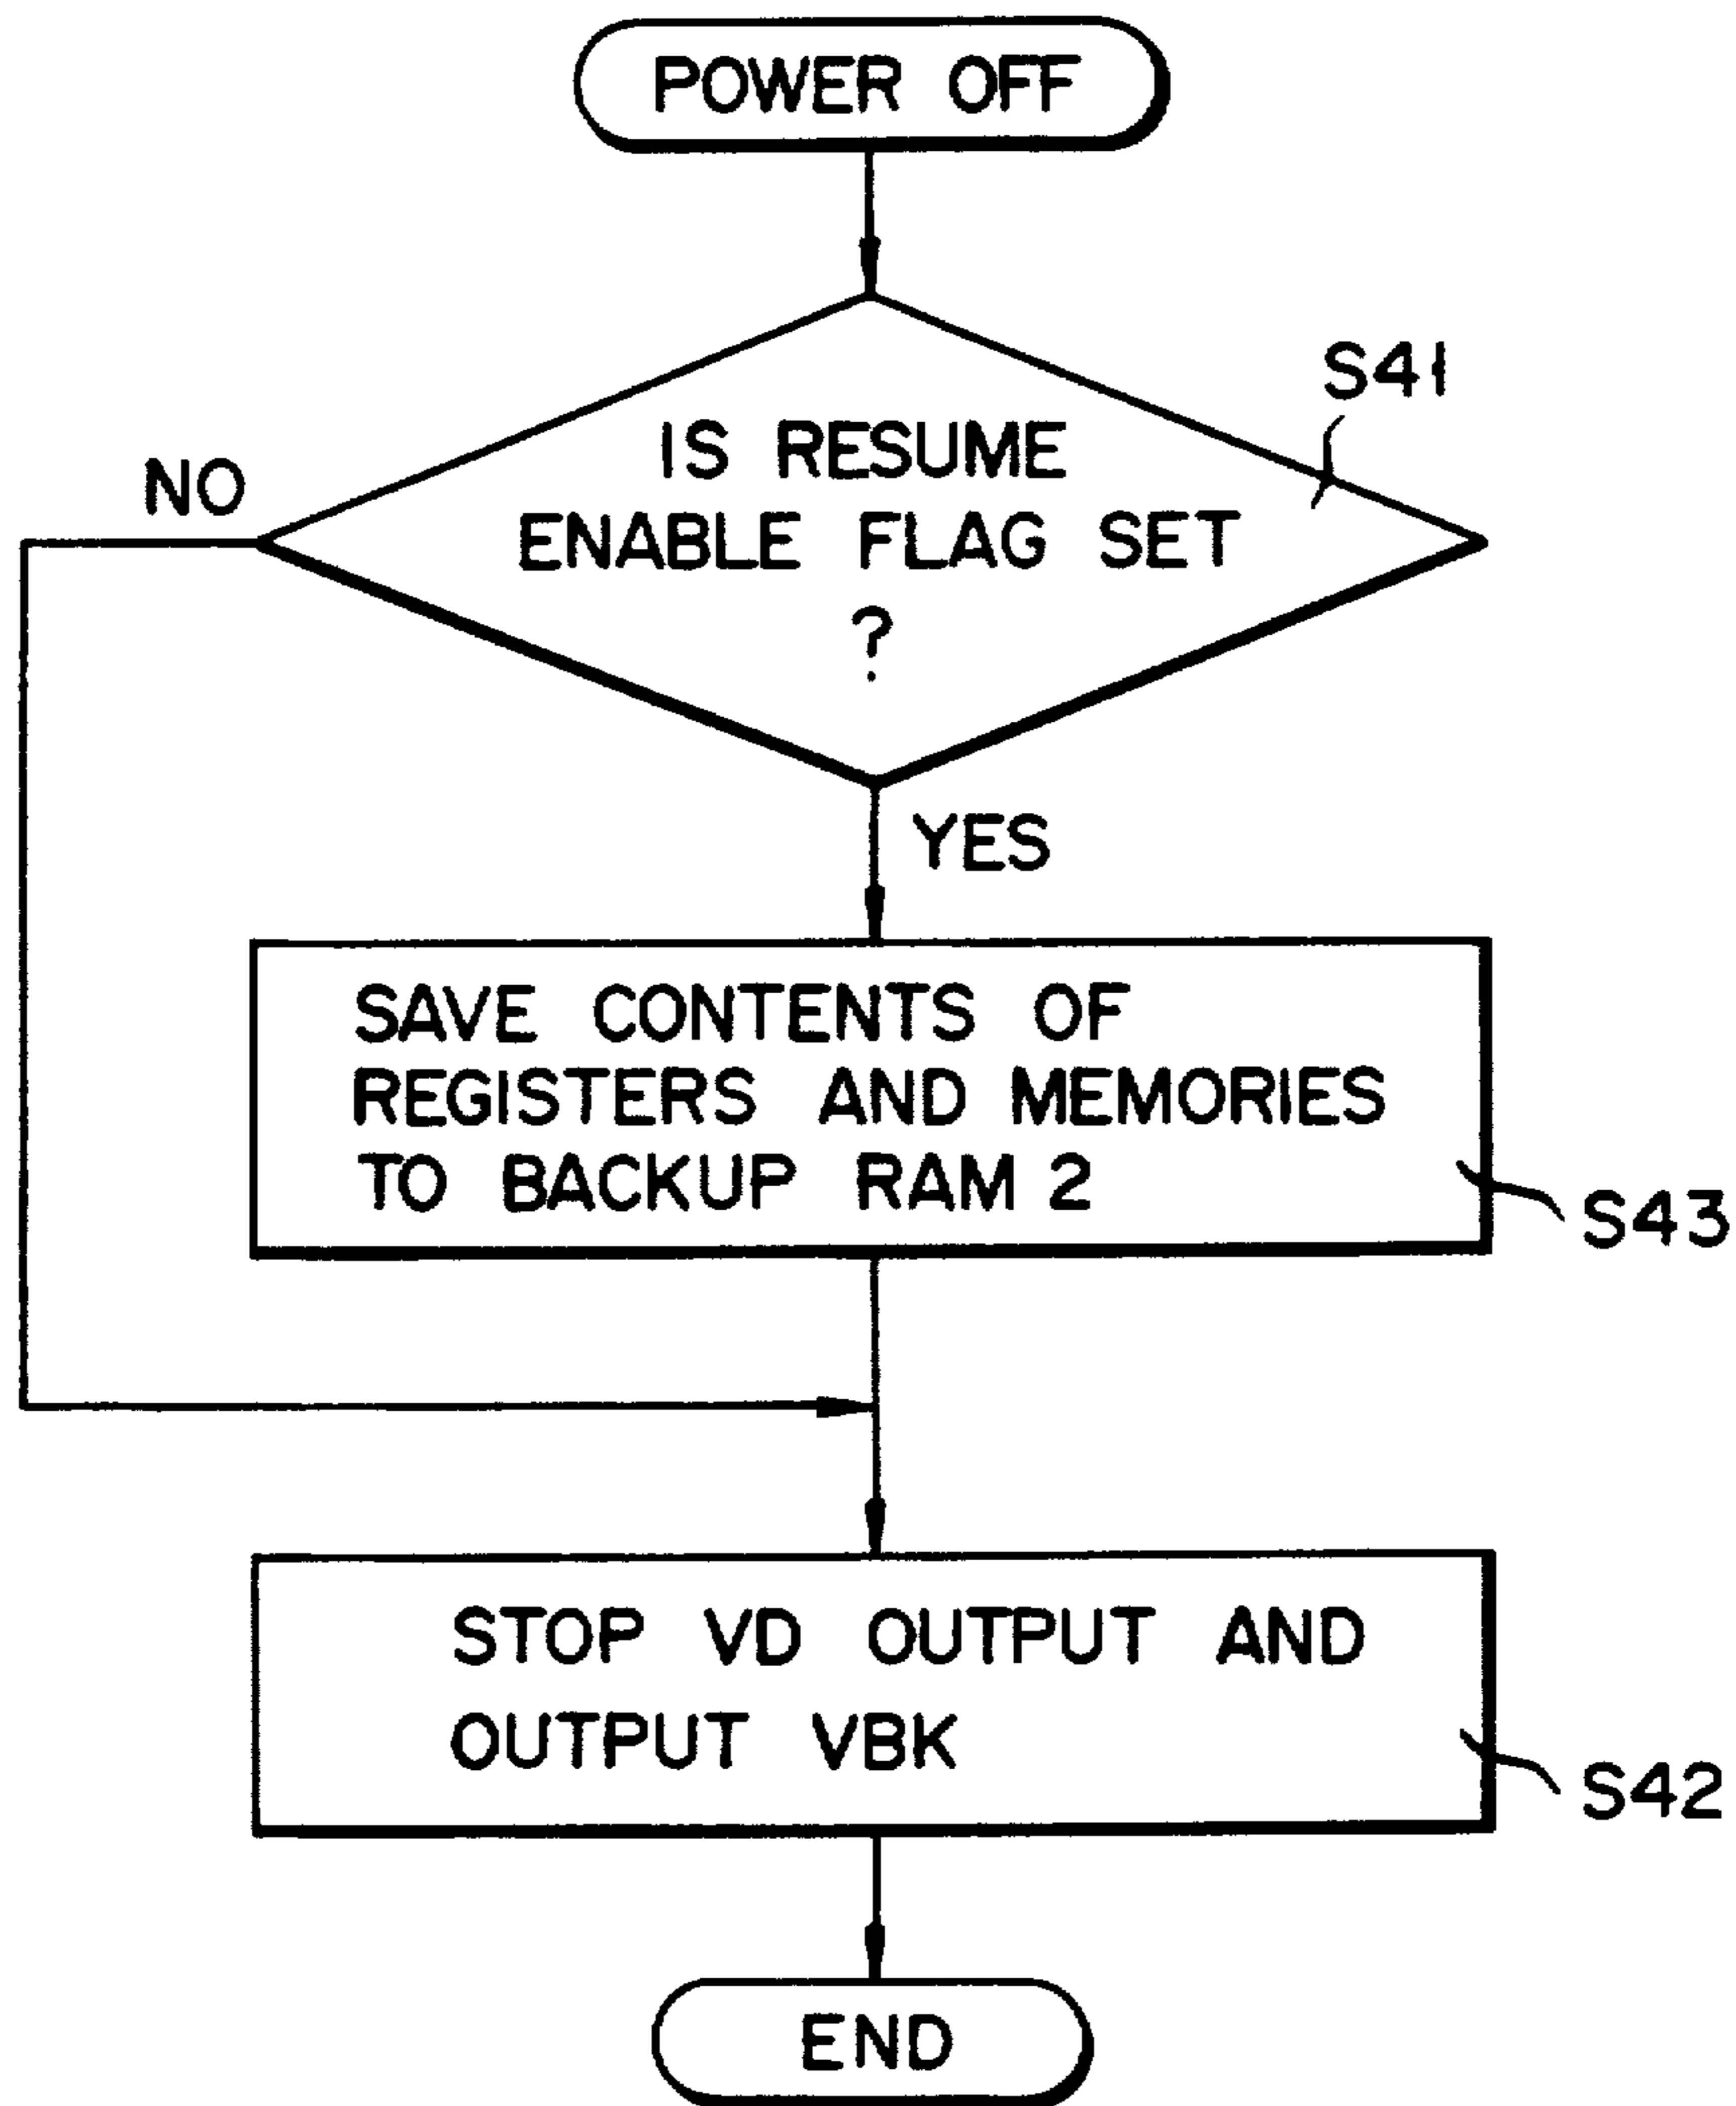 POWER OFF
S41
IS RESUME
ENABLE FLAG SET
?
NO
YES
SAVE CONTENTS OF
REGISTERS AND MEMORIES
TO BACKUP RAM 2
S43
STOP VD OUTPUT AND
OUTPUT VBK
S42
END